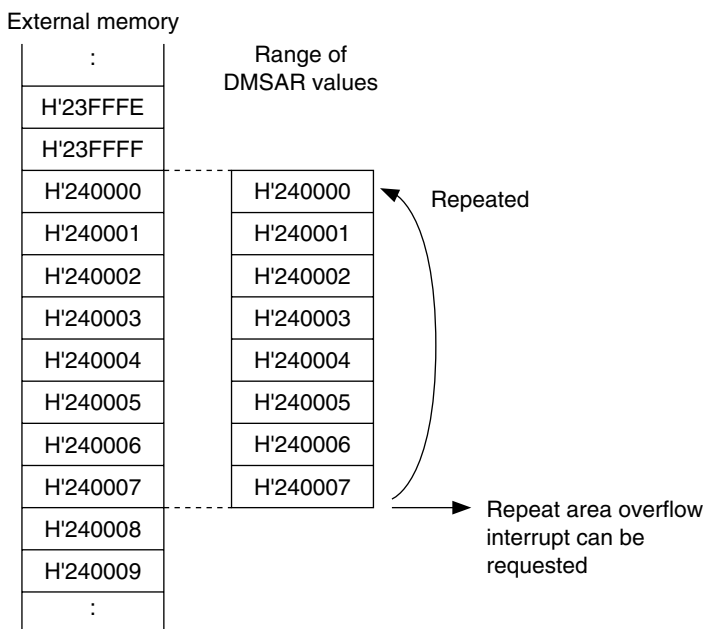 External memory
:
Range of
DMSAR values
H'23FFFE
H'23FFFF
H'240000
H'240000
Repeated
H'240001
H'240001
H'240002
H'240002
H'240003
H'240003
H'240004
H'240004
H'240005
H'240005
H'240006
H'240006
H'240007
H'240007
Repeat area overflow
interrupt can be
requested
H'240008
H'240009
: